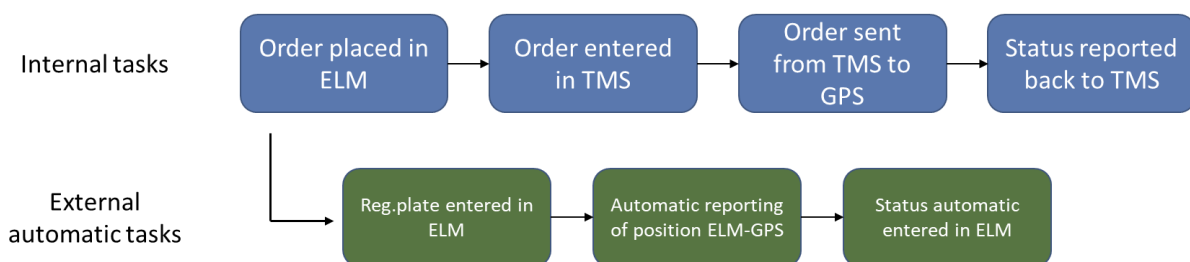 Internal tasks
Order placed in
ELM
Order entered
in TMS
Order sent
from TMS to
GPS
Status reported
back to TMS
External
automatic tasks
Reg.plate entered in
ELM
Automatic reporting
of position ELM-GPS
Status automatic
entered in ELM